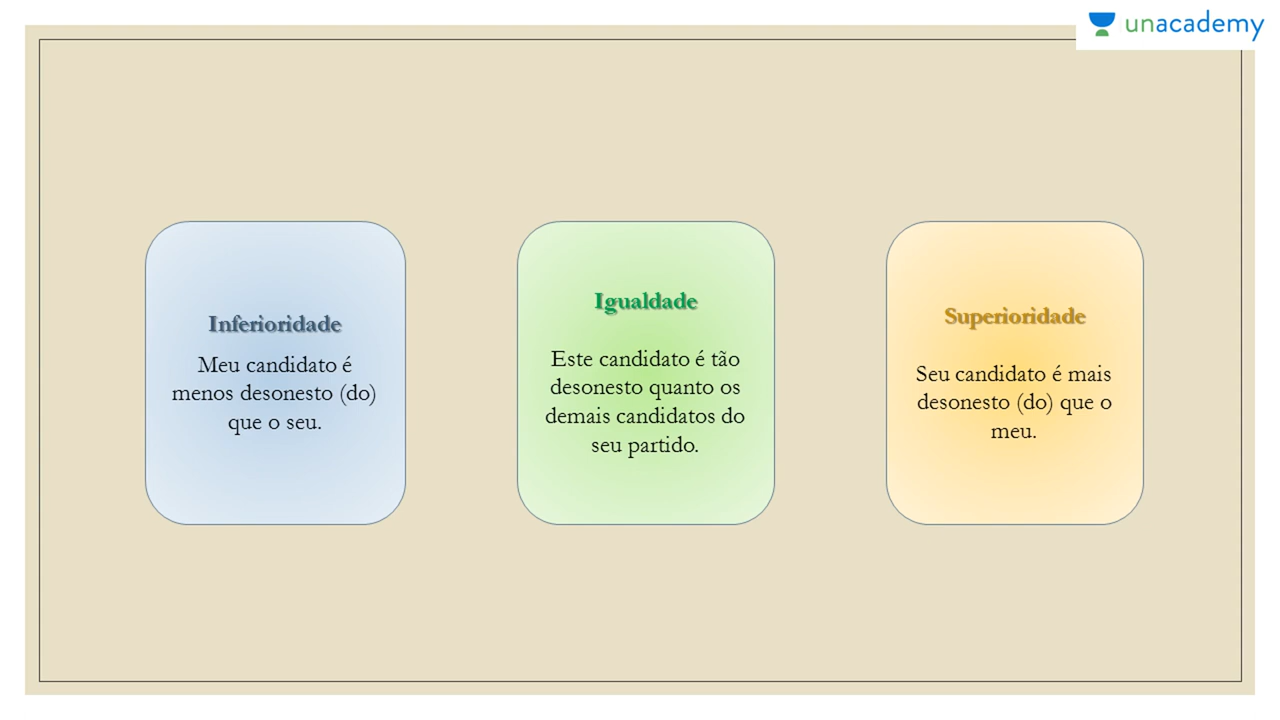 unacademy
Inferioridade
Meu candidato é
menos desonesto (do)
que o seu.
Igualdade
Este candidato é tão
desonesto quanto os
demais candidatos do
seu partido.
Superioridade
Seu candidato é mais
desonesto (do) que o
meu.